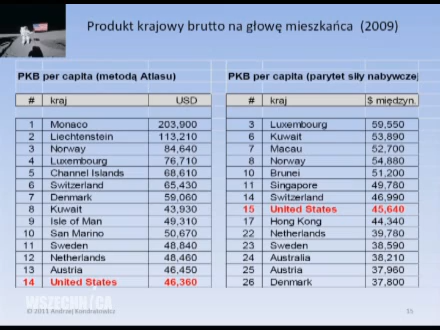 Produkt krajowy brutto na głowę mieszkańca (2009)
PKB per capita (metodą Atlasu)
# kraj USD
1 Monaco 203,900
2 Liechtenstein 113,210
3 Norway 84,640
4 Luxembourg 76,710
5 Channel Islands 68,610
6 Switzerland 65,430
7 Denmark 59,060
8 Kuwait 43,930
9 Isle of Man 49,310
10 San Marino 50,670
11 Sweden 48,840
12 Netherlands 48,460
13 Austria 46,450
14 United States 46,360
PKB per capita (parytet siły nabywczej
# kraj $ międzyn.
3 Luxembourg 59,550
6 Kuwait 53,890
7 Macau 52,700
8 Norway 54,880
10 Brunei 51,200
11 Singapore 49,780
14 Switzerland 46,990
15 United States 45,640
17 Hong Kong 44,340
22 Netherlands 39,780
23 Sweden 38,590
24 Australia 38,210
25 Austria 37,960
26 Denmark 37,800
WSZECHNICA
© 2011 Andrzej Kondratowicz